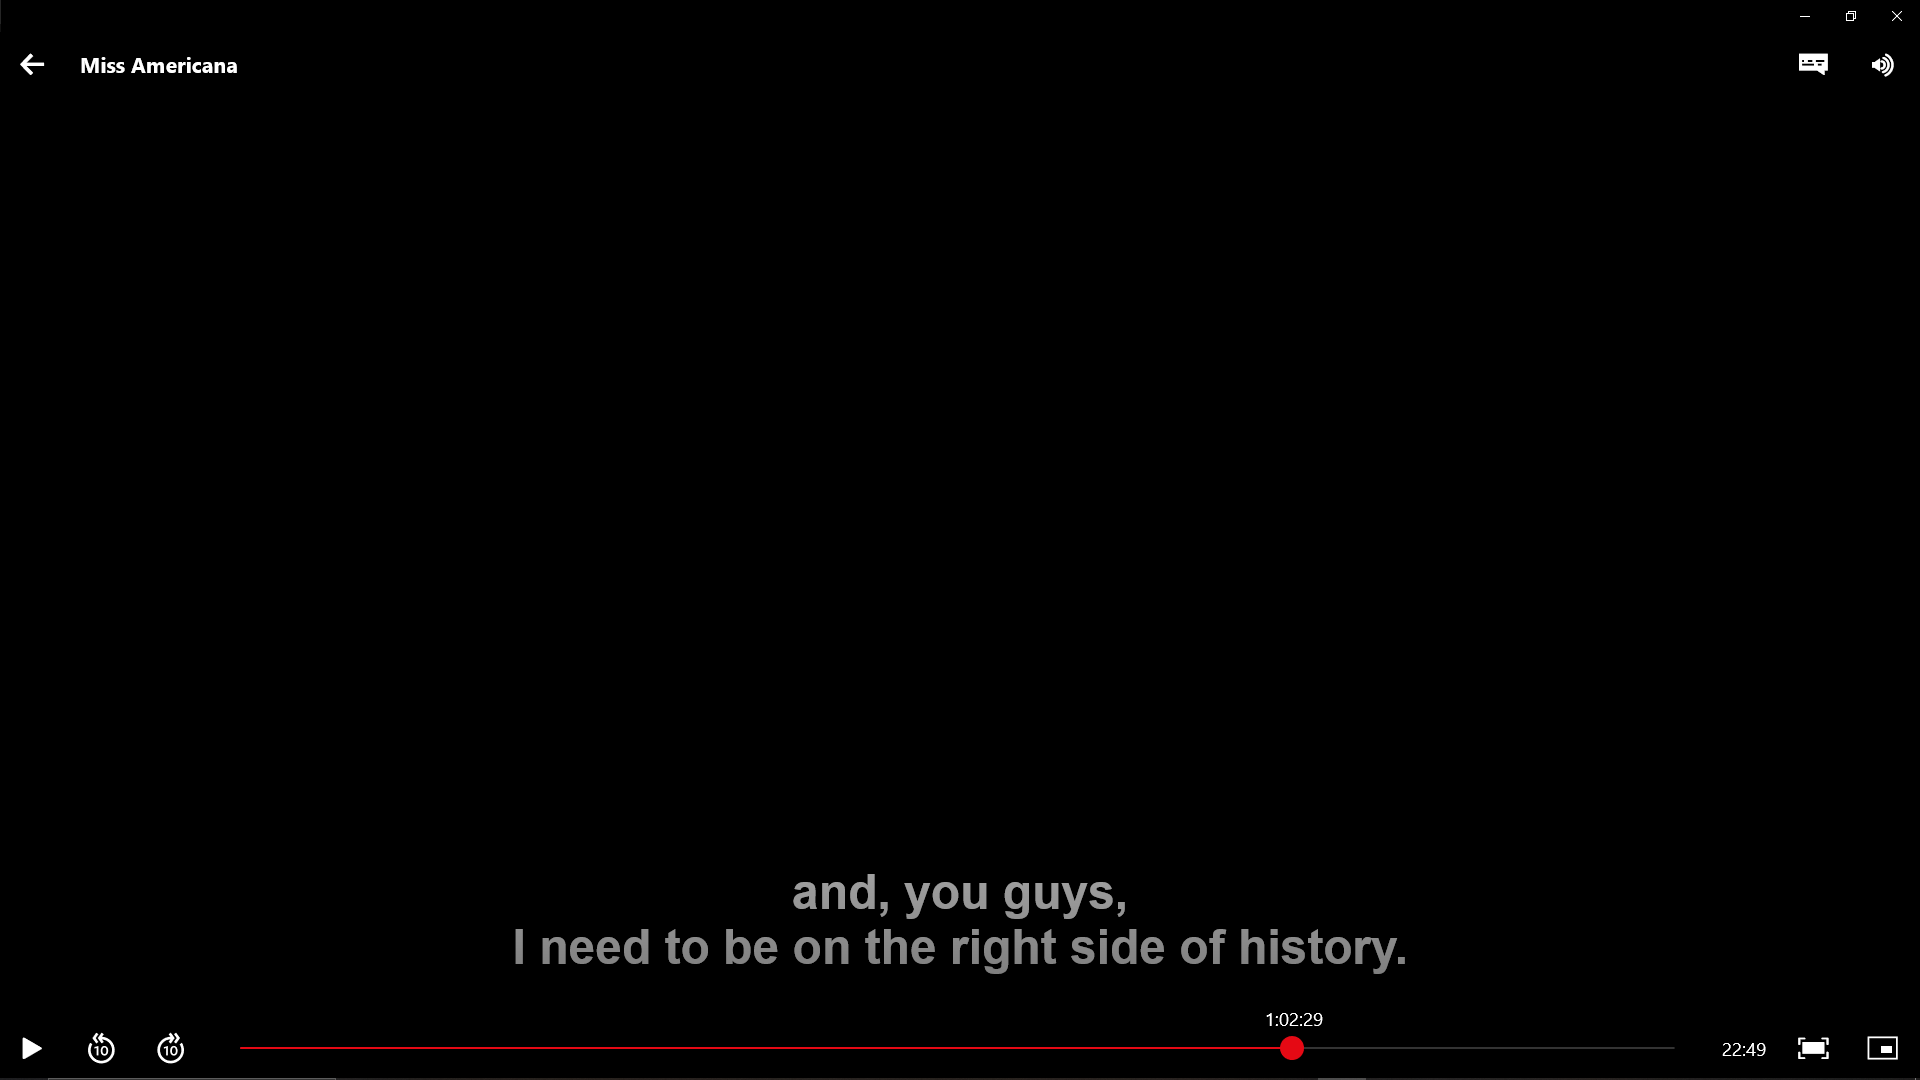 Miss Americana
and, you guys,
I need to be on the right side of history.
1:02:29
10
10
22:49